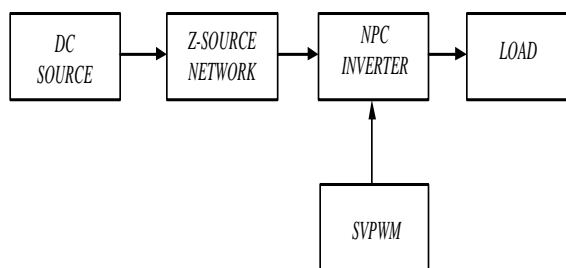 DC
SOURCE
Z-SOURCE
NETWORK
NPC
INVERTER
LOAD
SVPWM